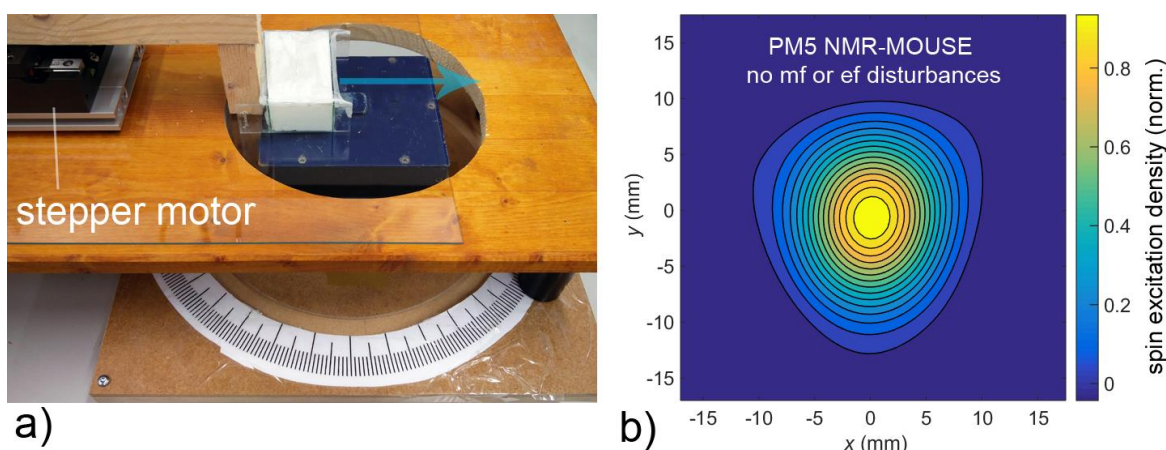 stepper motor
a)
PM5 NMR-MOUSE
no mf or ef disturbances
15
10
5
0
-5
-10
-15
y (mm)
-15 -10 -5 0 5 10 15
x (mm)
0.8
0.6
0.4
0.2
0
spin excitation density (norm.)
b)